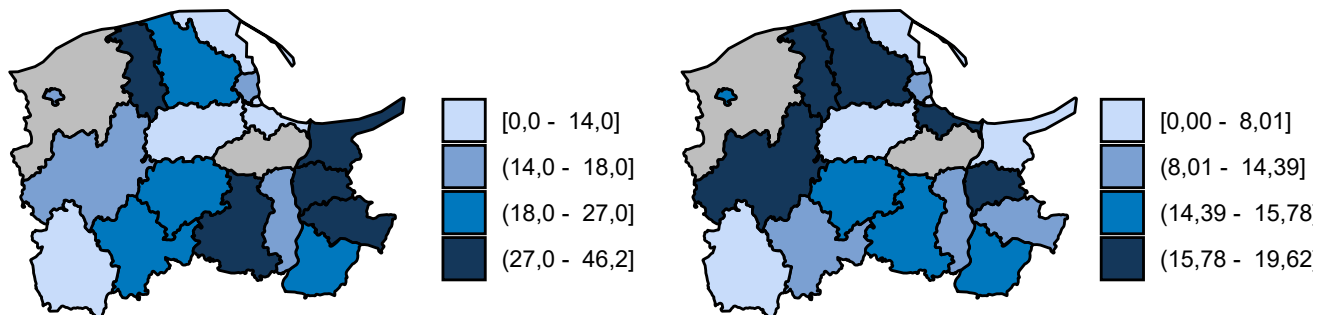 [0,0 - 14,0]
(14,0 - 18,0]
(18,0 - 27,0]
(27,0 - 46,2]
[0,00 - 8,01]
(8,01 - 14,39]
(14,39 - 15,78]
(15,78 - 19,62]